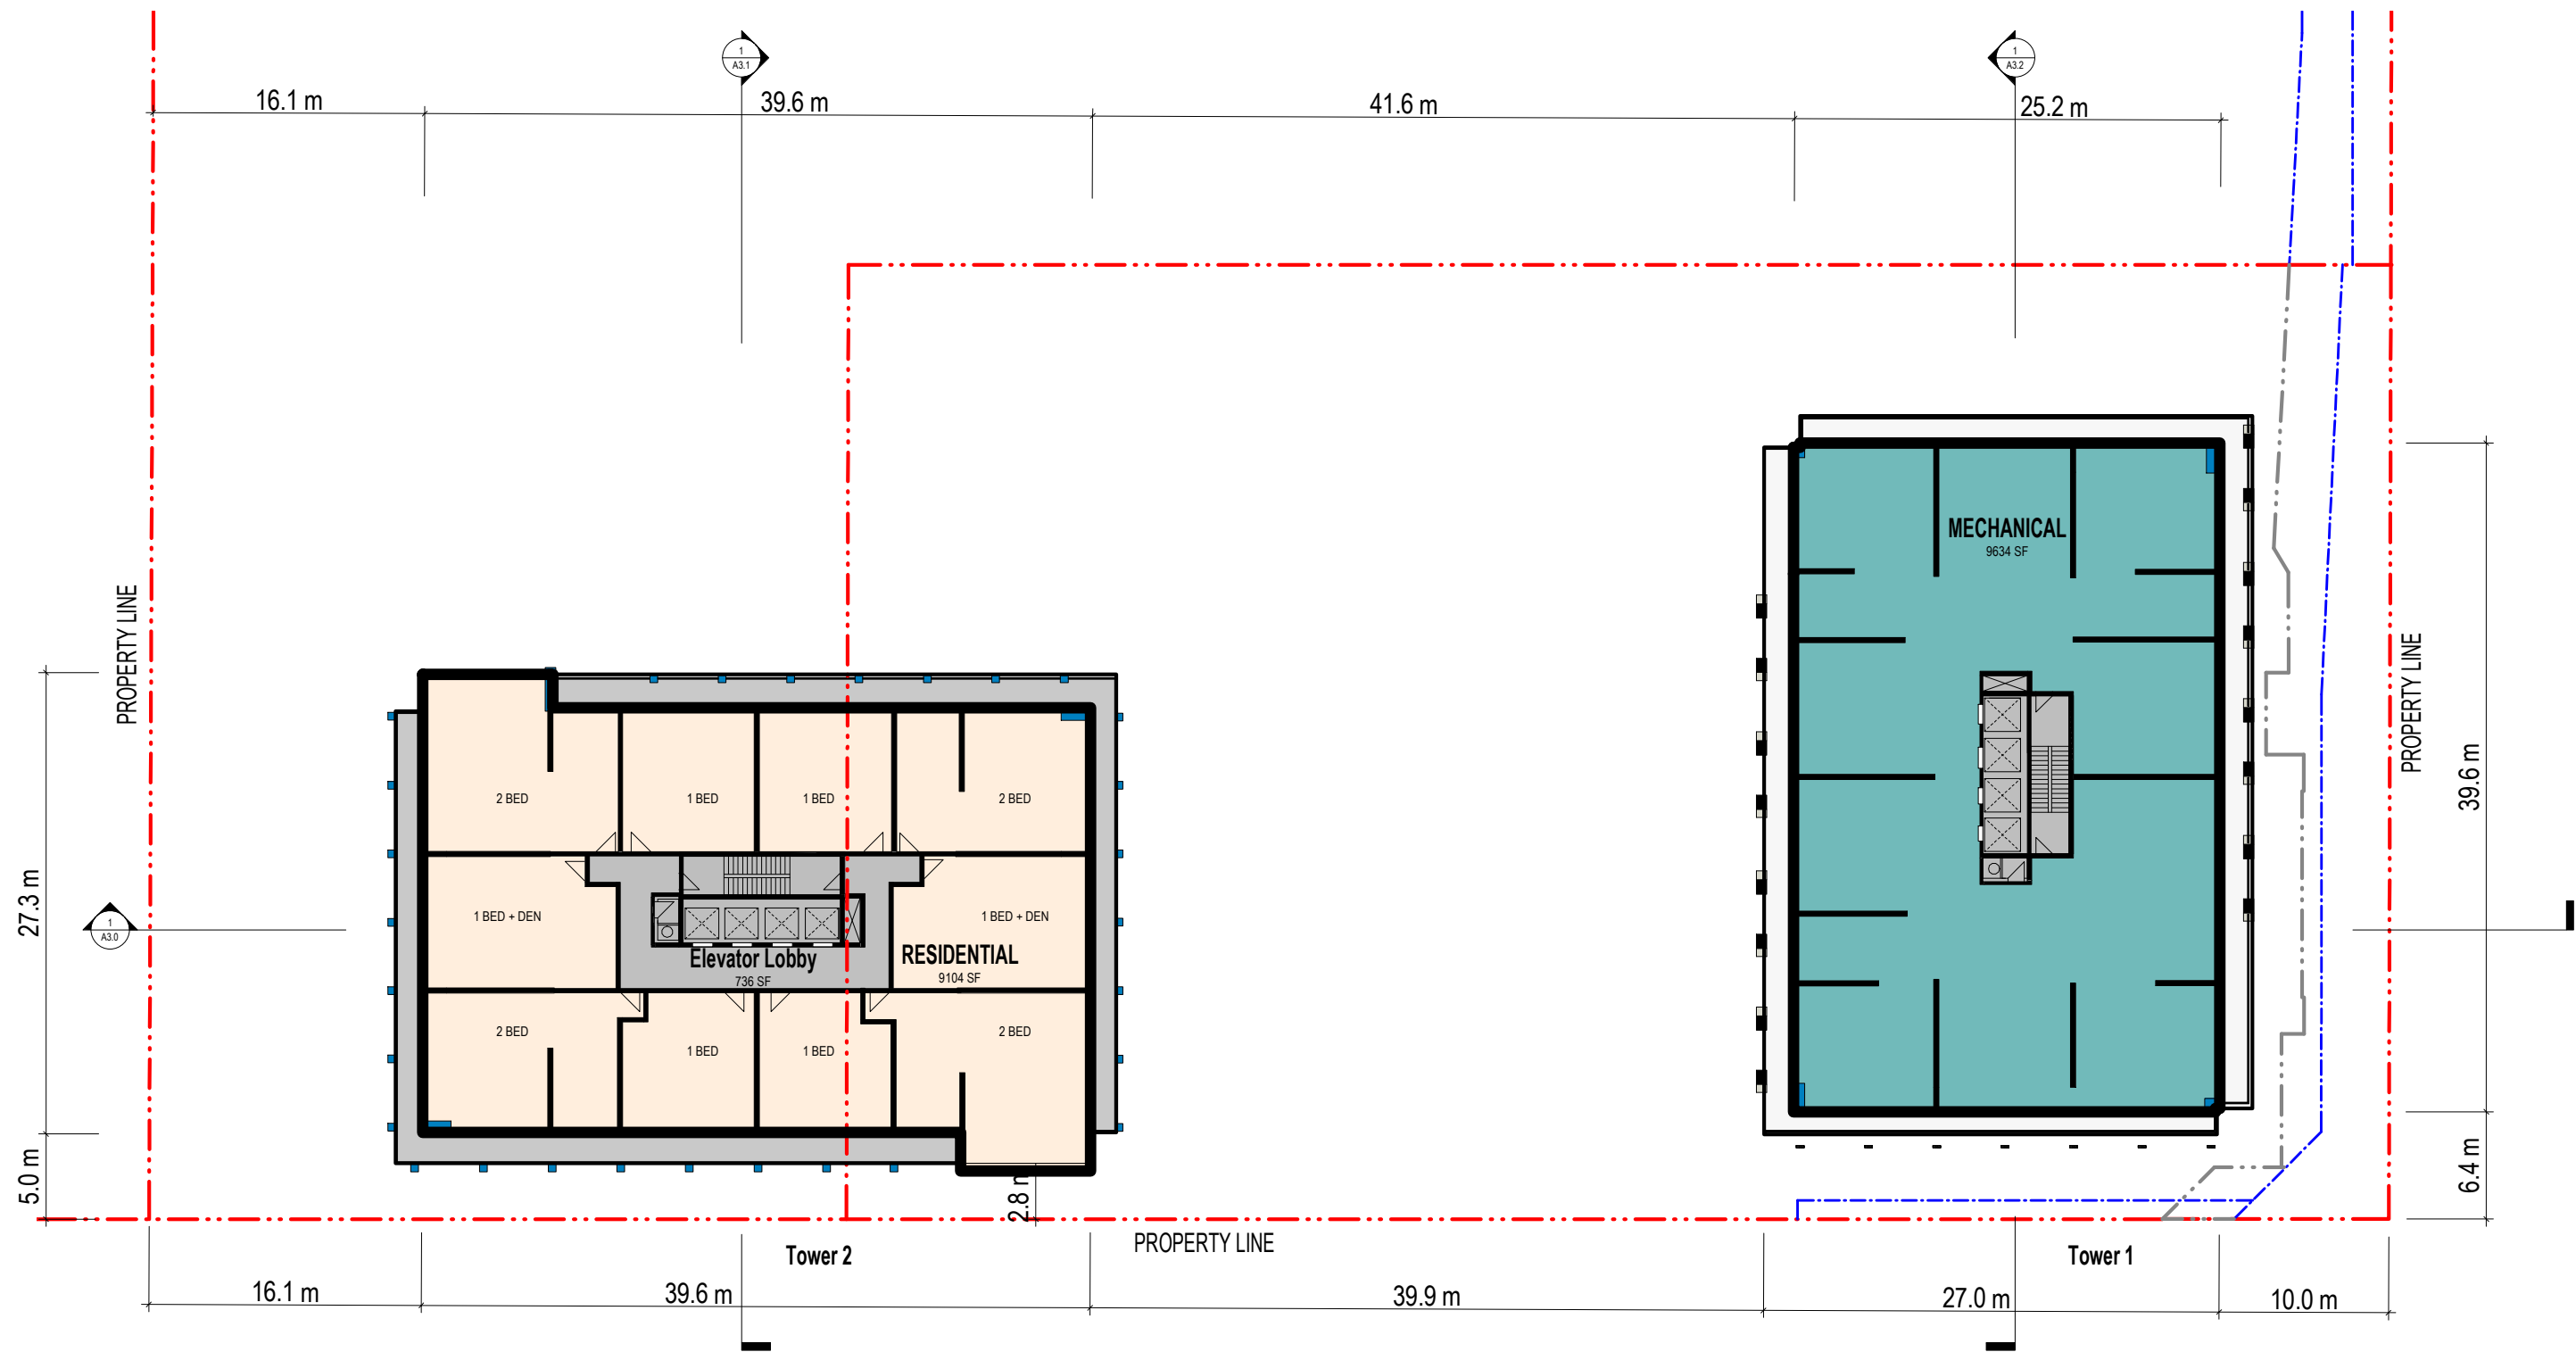 1
A3.1
1
A3.2
16.1 m
39.6 m
41.6 m
25.2 m
MECHANICAL
9634 SF
PROPERTY LINE
PROPERTY LINE
39.6 m
2 BED
1 BED
1 BED
2 BED
27.3 m
1
A3.0
1 BED + DEN
1 BED + DEN
Elevator Lobby
736 SF
RESIDENTIAL
9104 SF
2 BED
1 BED
1 BED
2 BED
5.0 m
2.8 m
6.4 m
Tower 2
PROPERTY LINE
Tower 1
16.1 m
39.6 m
39.9 m
27.0 m
10.0 m